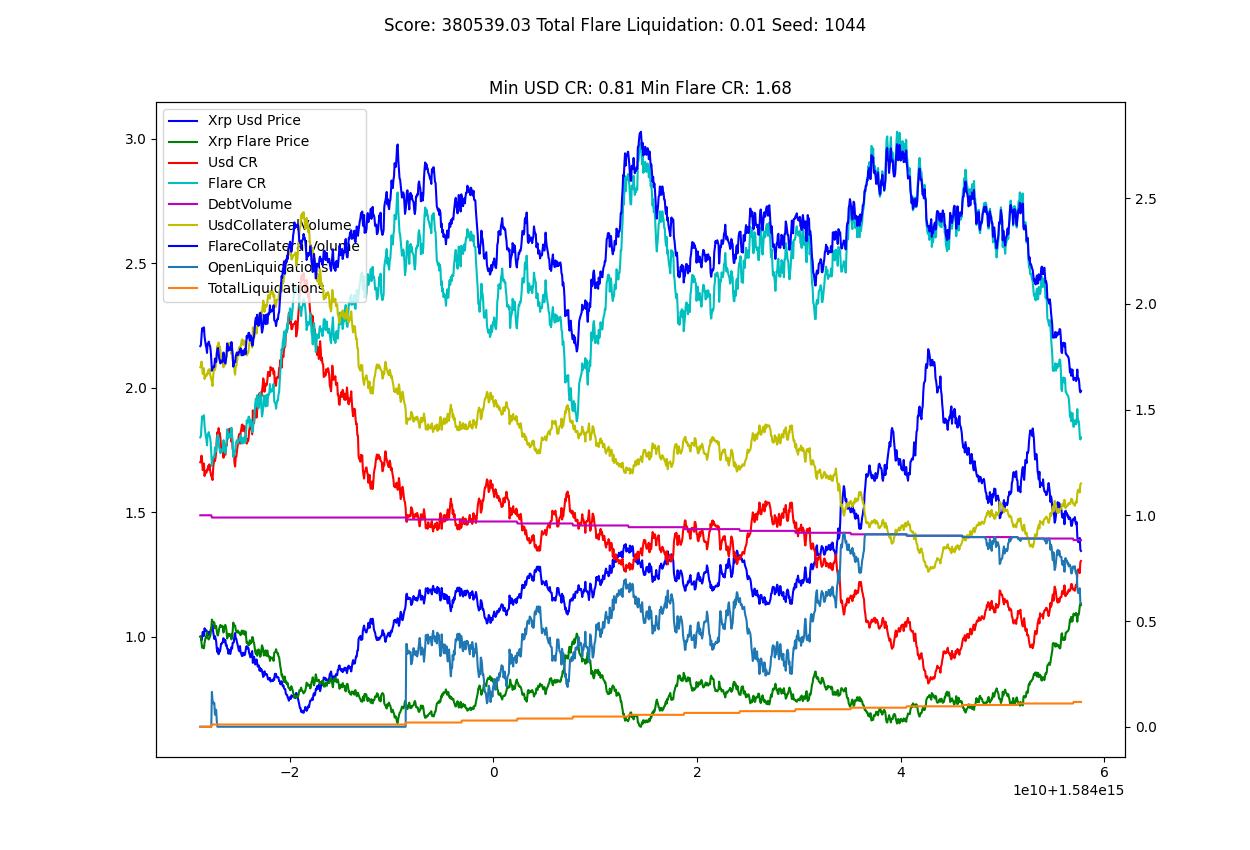 Score: 380539.03 Total Flare Liquidation: 0.01 Seed: 1044
Min USD CR: 0.81 Min Flare CR: 1.68
Xrp Usd Price
Xrp Flare Price
Usd CR
Flare CR
DebtVolume
UsdCollateralVolume
FlareCollateralVolume
OpenLiquidations
TotalLiquidations
3.0
2.5
2.0
1.5
1.0
2.5
2.0
1.5
1.0
0.5
0.0
−2
0
2
4
6
1e10+1.584e15